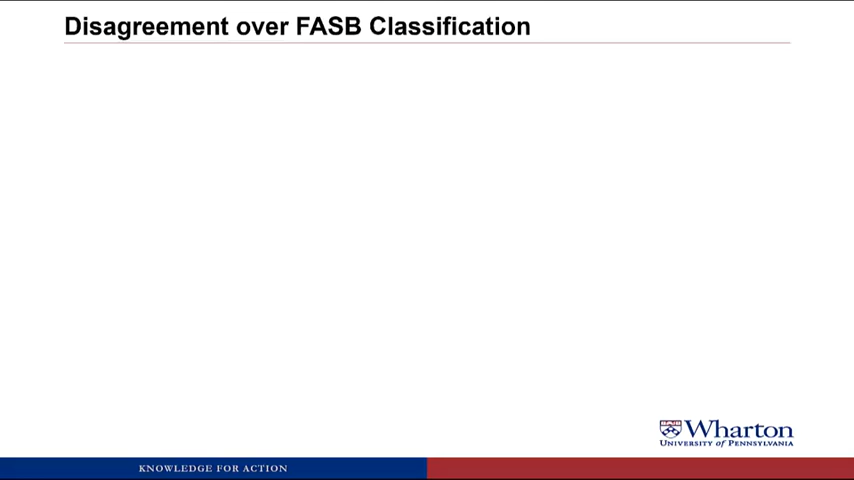 Disagreement over FASB Classification
Wharton
UNIVERSITY of PENNSYLVANIA
KNOWLEDGE FOR ACTION